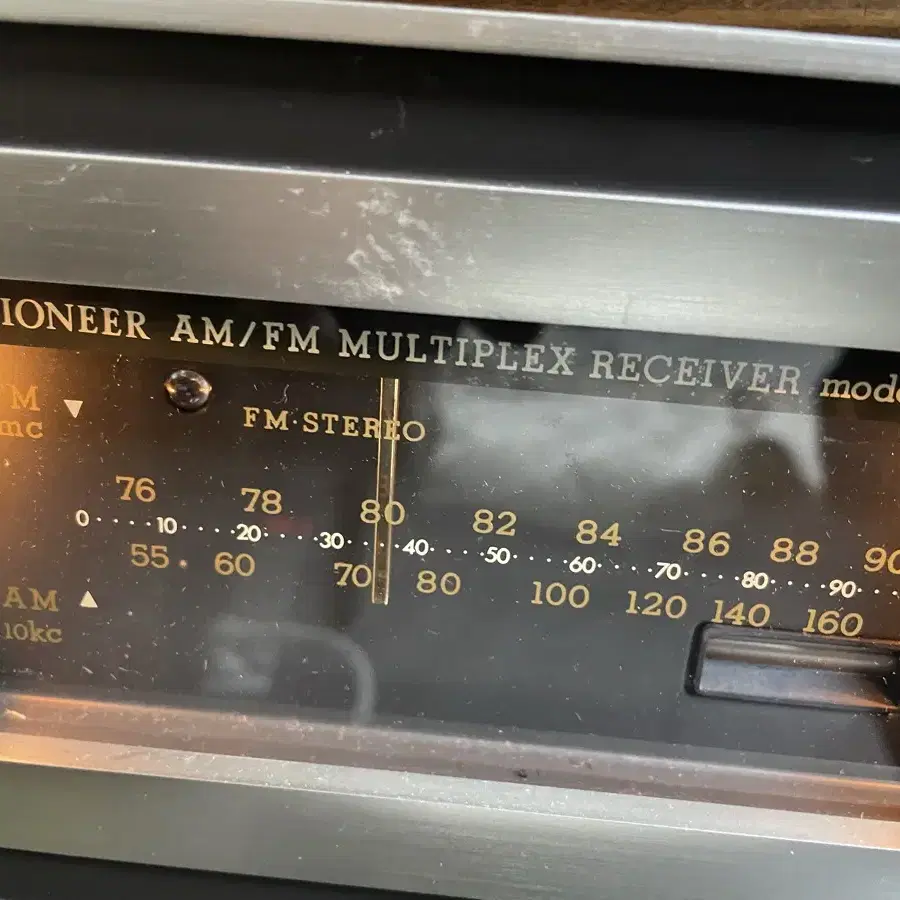 IONEER AM/FM MULTIPLEX RECEIVER mode
FM STEREO
M
mc
76 78 80 82 84 86 88 90
0 10 20 30 40 50 60 70 80 90
55 60 70 80 100 120 140 160
AM
10kc